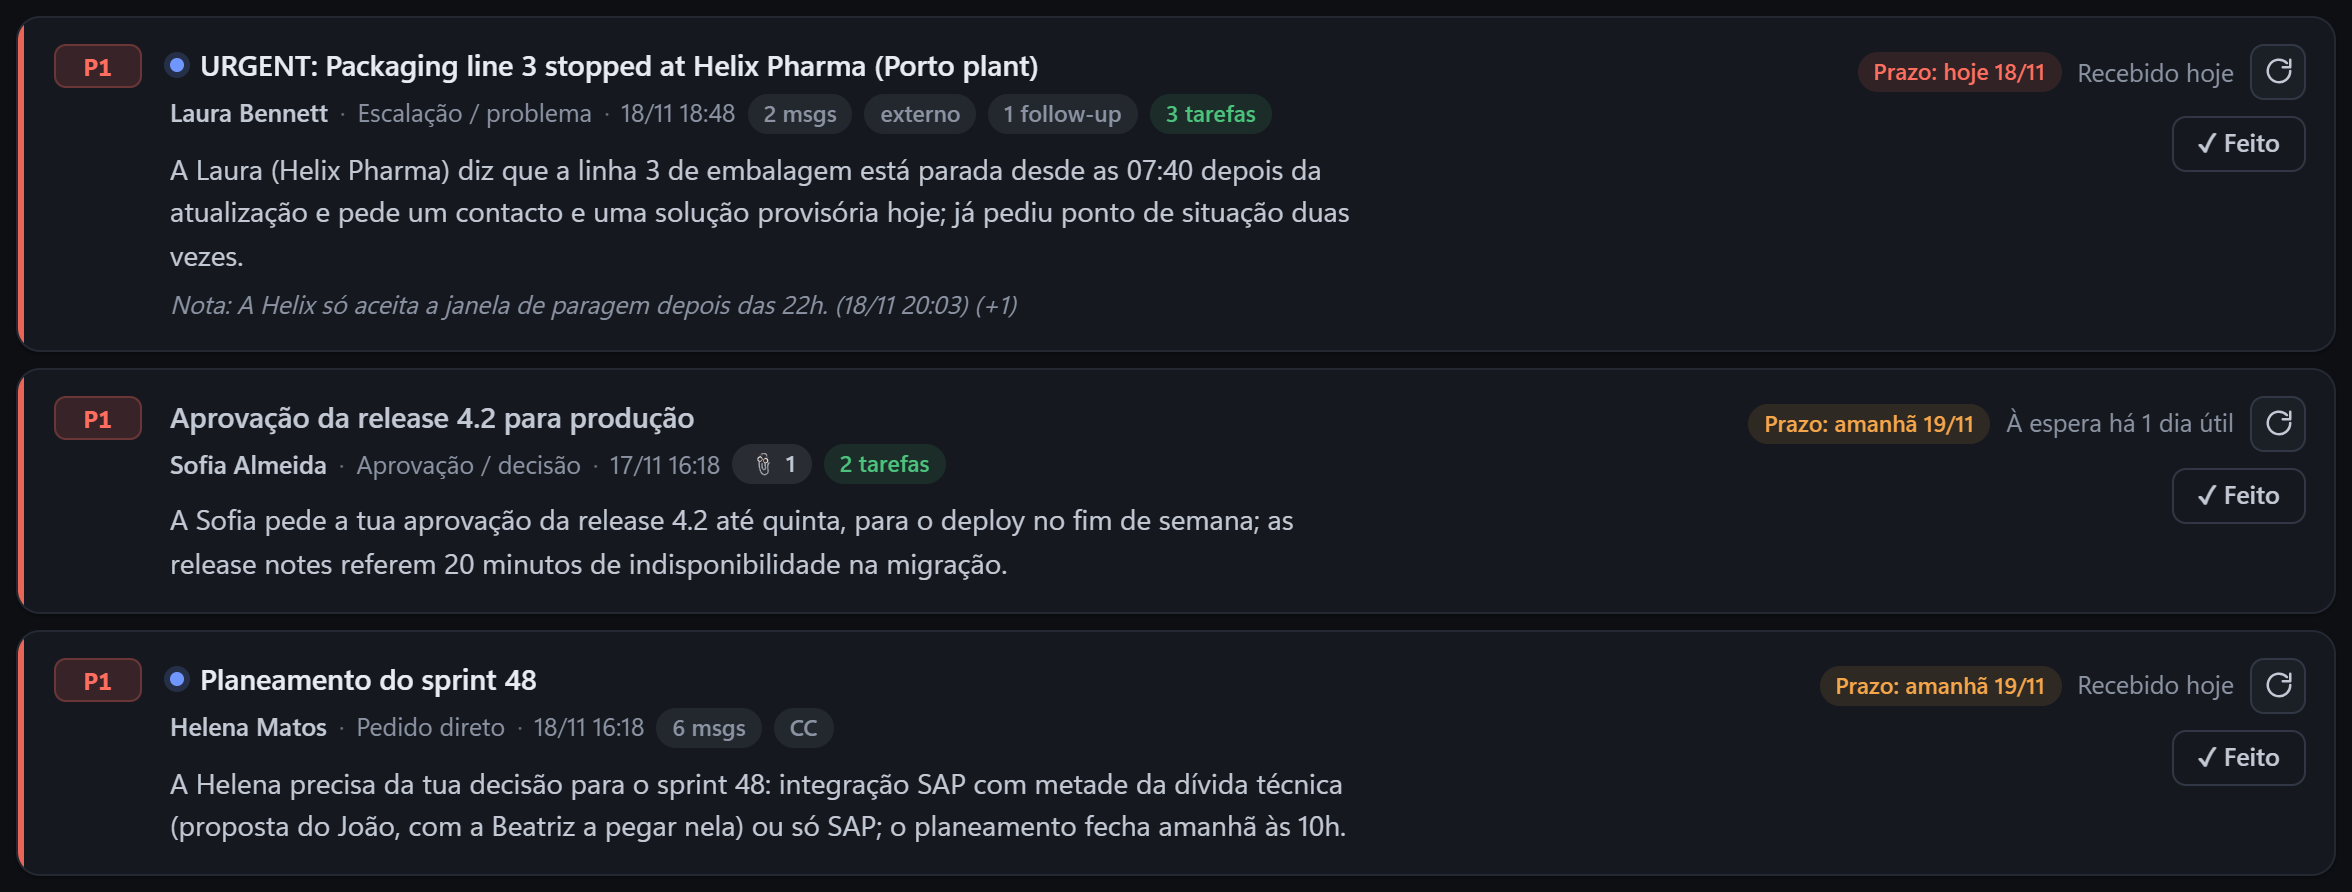 P1
URGENT: Packaging line 3 stopped at Helix Pharma (Porto plant)
Prazo: hoje 18/11 Recebido hoje
Laura Bennett · Escalação / problema · 18/11 18:48 2 msgs externo 1 follow-up 3 tarefas
✓ Feito
A Laura (Helix Pharma) diz que a linha 3 de embalagem está parada desde as 07:40 depois da
atualização e pede um contacto e uma solução provisória hoje; já pediu ponto de situação duas
vezes.
Nota: A Helix só aceita a janela de paragem depois das 22h. (18/11 20:03) (+1)
P1
Aprovação da release 4.2 para produção
Prazo: amanhã 19/11 À espera há 1 dia útil
Sofia Almeida · Aprovação / decisão · 17/11 16:18 1 2 tarefas
✓ Feito
A Sofia pede a tua aprovação da release 4.2 até quinta, para o deploy no fim de semana; as
release notes referem 20 minutos de indisponibilidade na migração.
P1
Planeamento do sprint 48
Prazo: amanhã 19/11 Recebido hoje
Helena Matos · Pedido direto · 18/11 16:18 6 msgs CC
✓ Feito
A Helena precisa da tua decisão para o sprint 48: integração SAP com metade da dívida técnica
(proposta do João, com a Beatriz a pegar nela) ou só SAP; o planeamento fecha amanhã às 10h.